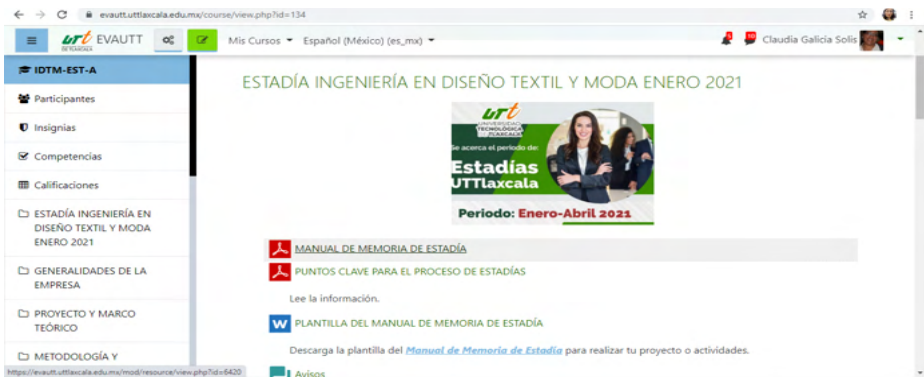 evautt.uttlaxcala.edu.mx/course/view.php?id=134
utt EVAUTT
DE TLAXCALA
Mis Cursos
Español (México) (es_mx)
Claudia Galicia Solis
IDTM-EST-A
Participantes
Insignias
Competencias
Calificaciones
ESTADÍA INGENIERÍA EN
DISEÑO TEXTIL Y MODA
ENERO 2021
GENERALIDADES DE LA
EMPRESA
PROYECTO Y MARCO
TEÓRICO
METODOLOGÍA Y
https://evautt.uttlaxcala.edu.mx/mod/resource/view.php?id=6420
ESTADÍA INGENIERÍA EN DISEÑO TEXTIL Y MODA ENERO 2021
utt
UNIVERSIDAD
TECNOLÓGICA
TLAXCALA
Se acerca el periodo de:
Estadías
UTTlaxcala
Periodo: Enero-Abril 2021
MANUAL DE MEMORIA DE ESTADÍA
PUNTOS CLAVE PARA EL PROCESO DE ESTADÍAS
Lee la información.
W PLANTILLA DEL MANUAL DE MEMORIA DE ESTADÍA
Descarga la plantilla del Manual de Memoria de Estadía para realizar tu proyecto o actividades.
Avisos